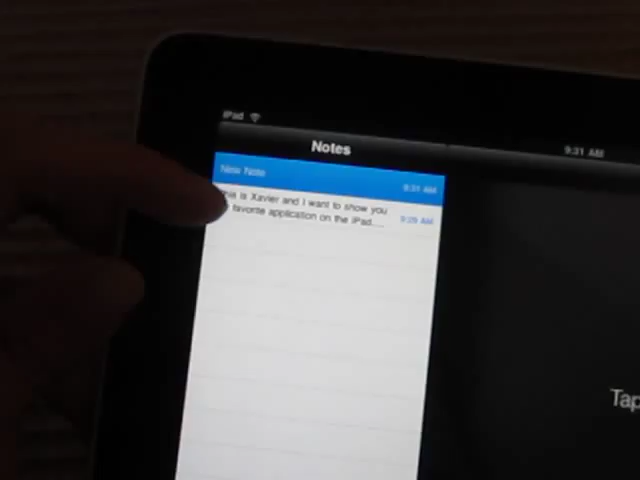 iPad
9:31 AM
Notes
New Note 9:31 AM
is Xavier and I want to show you
favorite application on the iPad.... 9:29 AM
Tap